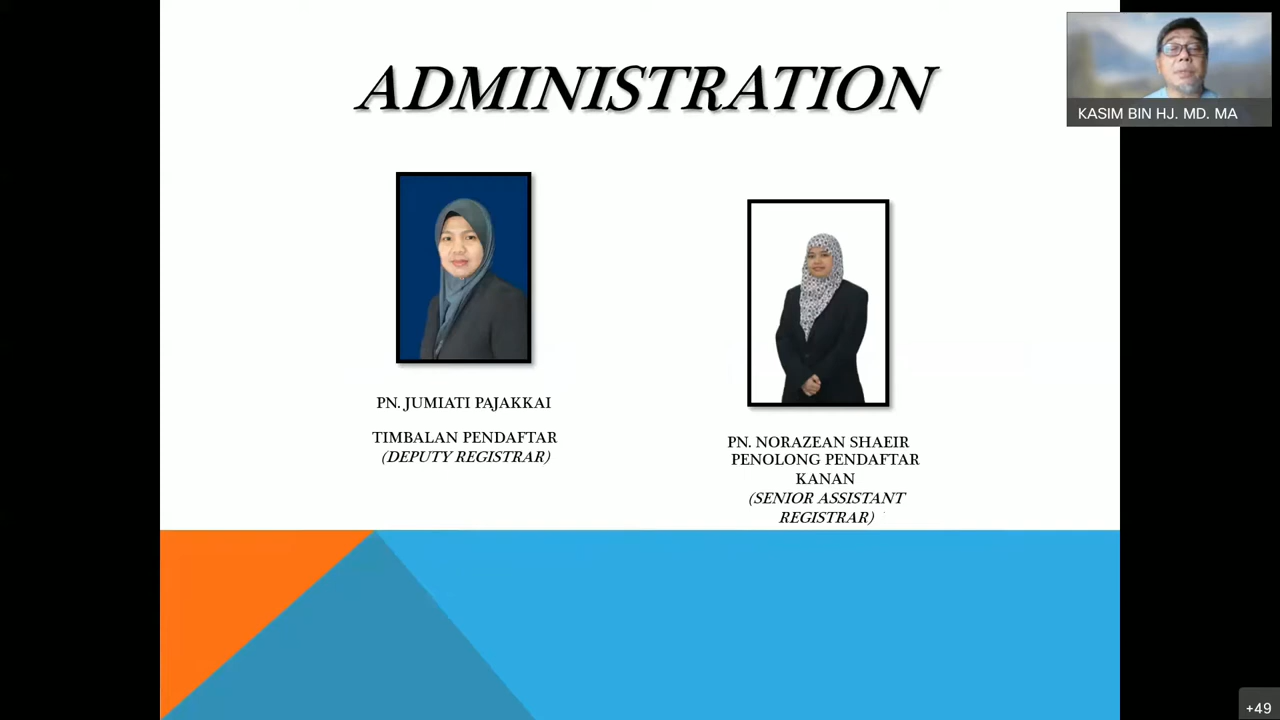 ADMINISTRATION
KASIM BIN HJ. MD. MA
PN. JUMIATI PAJAKKAI
TIMBALAN PENDAFTAR
(DEPUTY REGISTRAR)
PN. NORAZEAN SHAEIR
PENOLONG PENDAFTAR
KANAN
(SENIOR ASSISTANT
REGISTRAR)
+49